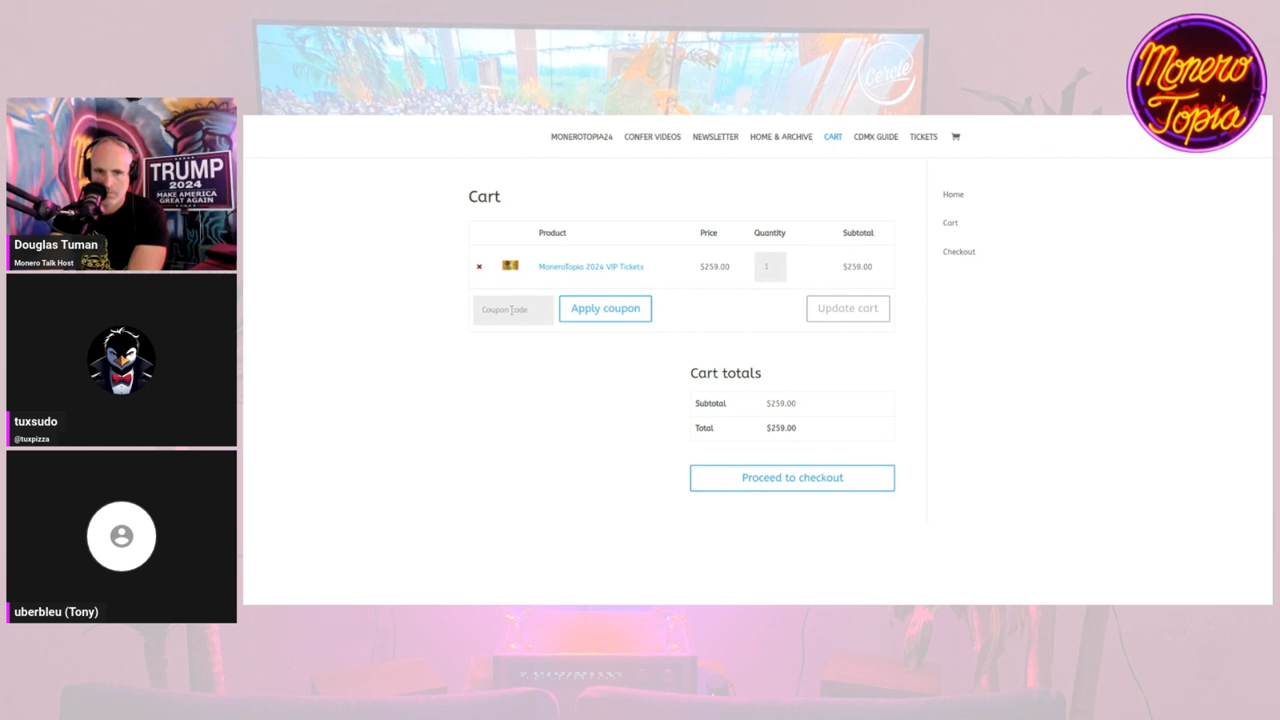 Cercle
Monero
Topia
MONEROTOPIA24 CONFER VIDEOS NEWSLETTER HOME & ARCHIVE CART CDMX GUIDE TICKETS
TRUMP
2024
MAKE AMERICA
GREAT AGAIN
Douglas Tuman
Monero Talk Host
tuxsudo
@tuxpizza
uberbleu (Tony)
Cart
Product Price Quantity Subtotal
× MoneroTopia 2024 VIP Tickets $259.00 1 $259.00
Coupon code Apply coupon Update cart
Cart totals
Subtotal $259.00
Total $259.00
Proceed to checkout
Home
Cart
Checkout